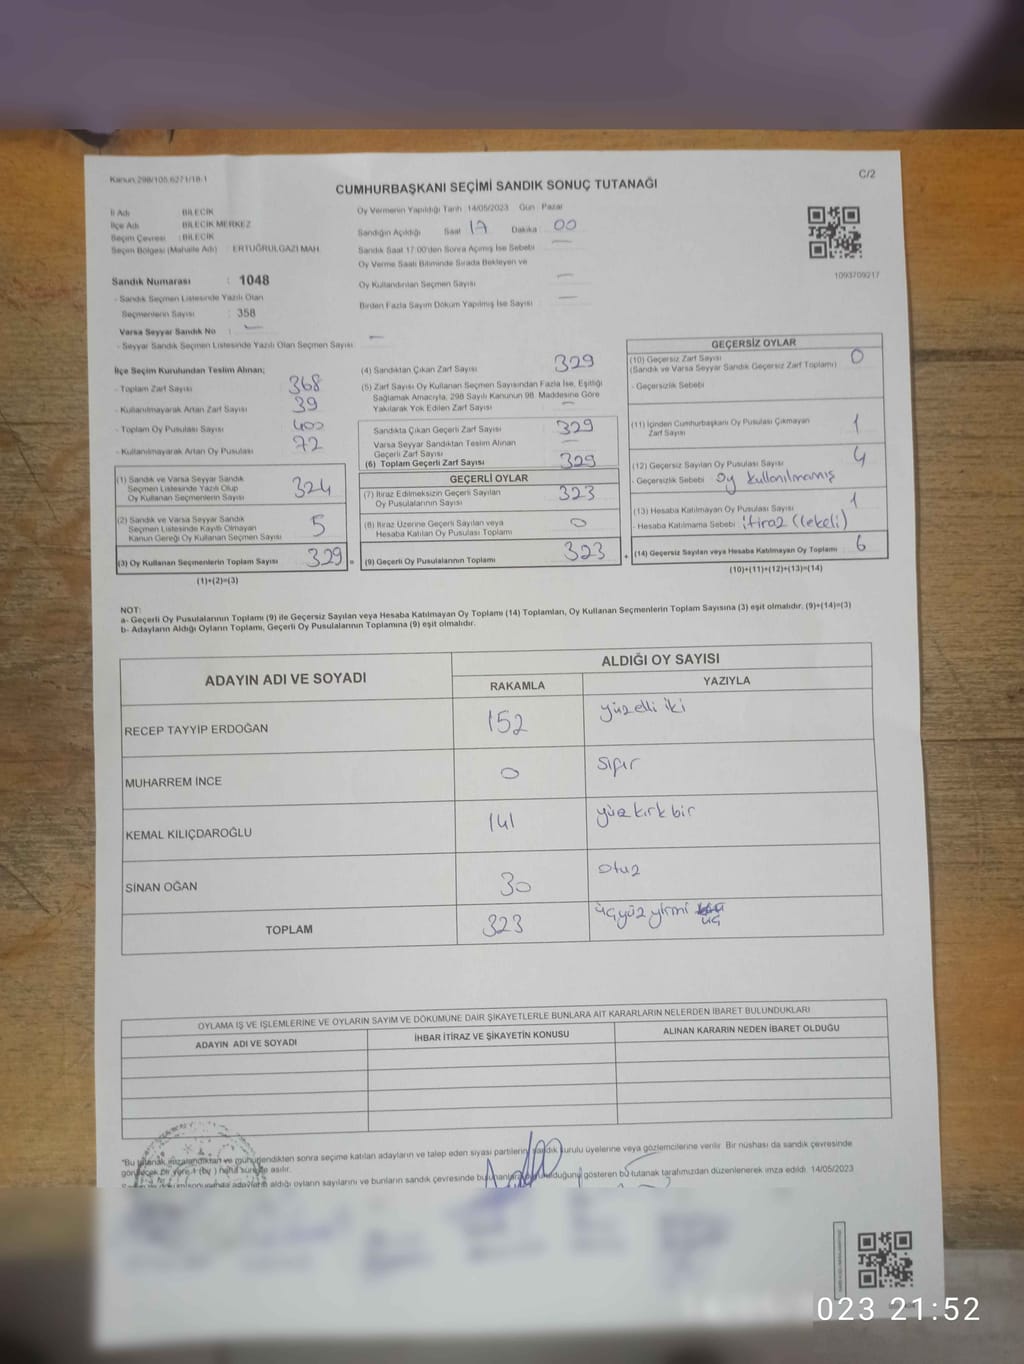 Kanun 298/105,6271/18-1
C/2
CUMHURBAŞKANI SEÇİMİ SANDIK SONUÇ TUTANAĞI
İl Adı : BİLECİK
İlçe Adı : BİLECİK MERKEZ
Seçim Çevresi : BİLECİK
Seçim Bölgesi (Mahalle Adı) : ERTUĞRULGAZİ MAH.
Sandık Numarası : 1048
- Sandık Seçmen Listesinde Yazılı Olan
Seçmenlerin Sayısı : 358
Varsa Seyyar Sandık No : —
- Seyyar Sandık Seçmen Listesinde Yazılı Olan Seçmen Sayısı —
Oy Vermenin Yapıldığı Tarih 14/05/2023 Gün : Pazar
Sandığın Açıldığı Saat 17 Dakika 00
Sandık Saat 17:00'den Sonra Açmış İse Sebebi —
Oy Verme Saati Bitiminde Sırada Bekleyen ve
Oy Kullandırılan Seçmen Sayısı —
Birden Fazla Sayım Döküm Yapılmış İse Sayısı —
1093709217
İlçe Seçim Kurulundan Teslim Alınan;
- Toplam Zarf Sayısı 368
- Kullanılmayarak Artan Zarf Sayısı 39
- Toplam Oy Pusulası Sayısı 400
- Kullanılmayarak Artan Oy Pusulası 72
(1) Sandık ve Varsa Seyyar Sandık
Seçmen Listesinde Yazılı Olup
Oy Kullanan Seçmenlerin Sayısı 324
(2) Sandık ve Varsa Seyyar Sandık
Seçmen Listesinde Kayıtlı Olmayan
Kanun Gereği Oy Kullanan Seçmen Sayısı 5
(3) Oy Kullanan Seçmenlerin Toplam Sayısı 329 =
(1)+(2)=(3)
(4) Sandıktan Çıkan Zarf Sayısı 329
(5) Zarf Sayısı Oy Kullanan Seçmen Sayısından Fazla İse, Eşitliği
Sağlamak Amacıyla, 298 Sayılı Kanunun 98. Maddesine Göre
Yakılarak Yok Edilen Zarf Sayısı —
Sandıkta Çıkan Geçerli Zarf Sayısı 329
Varsa Seyyar Sandıktan Teslim Alınan
Geçerli Zarf Sayısı —
(6) Toplam Geçerli Zarf Sayısı 329
GEÇERLİ OYLAR
(7) İtiraz Edilmeksizin Geçerli Sayılan
Oy Pusulalarının Sayısı 323
(8) İtiraz Üzerine Geçerli Sayılan veya
Hesaba Katılan Oy Pusulaları Toplamı 0
(9) Geçerli Oy Pusulalarının Toplamı 323 +
GEÇERSİZ OYLAR
(10) Geçersiz Zarf Sayısı 0
(Sandık ve Varsa Seyyar Sandık Geçersiz Zarf Toplamı)
- Geçersizlik Sebebi
(11) İçinden Cumhurbaşkanı Oy Pusulası Çıkmayan
Zarf Sayısı 1
(12) Geçersiz Sayılan Oy Pusulası Sayısı 4
- Geçersizlik Sebebi oy kullanılmamış
(13) Hesaba Katılmayan Oy Pusulası Sayısı 1
- Hesaba Katılmama Sebebi itiraz (lekeli)
(14) Geçersiz Sayılan veya Hesaba Katılmayan Oy Toplamı 6
(10)+(11)+(12)+(13)=(14)
NOT:
a- Geçerli Oy Pusulalarının Toplamı (9) ile Geçersiz Sayılan veya Hesaba Katılmayan Oy Toplamı (14) Toplamları, Oy Kullanan Seçmenlerin Toplam Sayısına (3) eşit olmalıdır. (9)+(14)=(3)
b- Adayların Aldığı Oyların Toplamı, Geçerli Oy Pusulalarının Toplamına (9) eşit olmalıdır.
ADAYIN ADI VE SOYADI
ALDIĞI OY SAYISI
RAKAMLA YAZIYLA
RECEP TAYYİP ERDOĞAN 152 yüzelli iki
MUHARREM İNCE 0 sıfır
KEMAL KILIÇDAROĞLU 141 yüzkırk bir
SİNAN OĞAN 30 otuz
TOPLAM 323 üçyüz yirmi üç
OYLAMA İŞ VE İŞLEMLERİNE VE OYLARIN SAYIM VE DÖKÜMÜNE DAİR ŞİKAYETLERLE BUNLARA AİT KARARLARIN NELERDEN İBARET BULUNDUKLARI
ADAYIN ADI VE SOYADI İHBAR İTİRAZ VE ŞİKAYETİN KONUSU ALINAN KARARIN NEDEN İBARET OLDUĞU
"Bu tutanak imzalandıktan ve mühürlendikten sonra seçime katılan adayların ve talep eden siyasi partilerin sandık kurulu üyelerine veya gözlemcilerine verilir. Bir nüshası da sandık çevresinde
görülecek bir yere 1 (bir) hafta süre ile asılır.
adayların aldığı oyların sayılarını ve bunların sandık çevresinde gösteren bu tutanak tarafımızdan düzenlenerek imza edildi. 14/05/2023
023 21:52